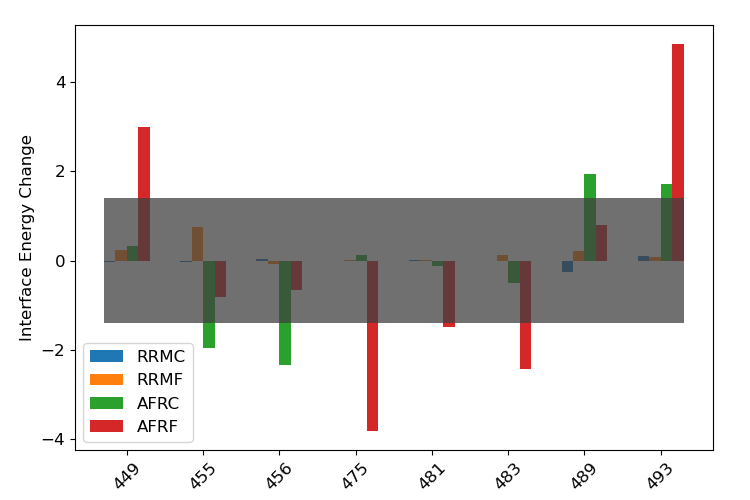 Interface Energy Change
4
2
0
−2
−4
RRMC
RRMF
AFRC
AFRF
449 455 456 475 481 483 489 493